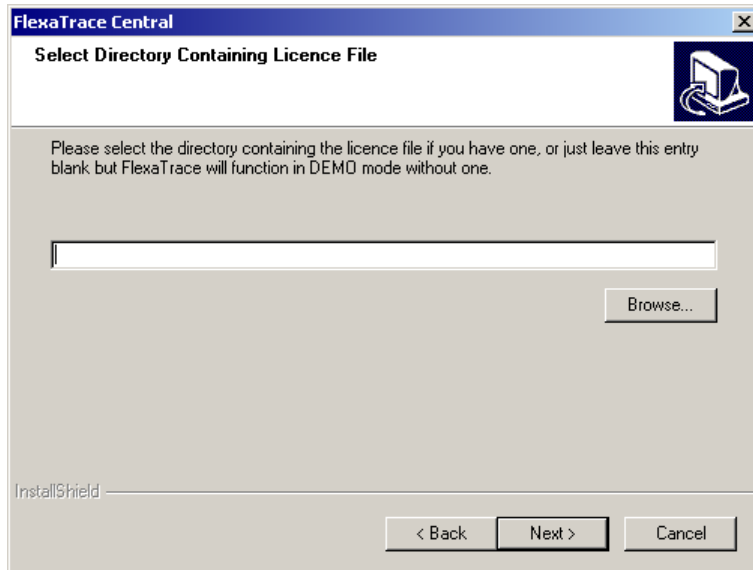 FlexaTrace Central
Select Directory Containing Licence File
Please select the directory containing the licence file if you have one, or just leave this entry
blank but FlexaTrace will function in DEMO mode without one.
Browse...
InstallShield
< Back Next > Cancel